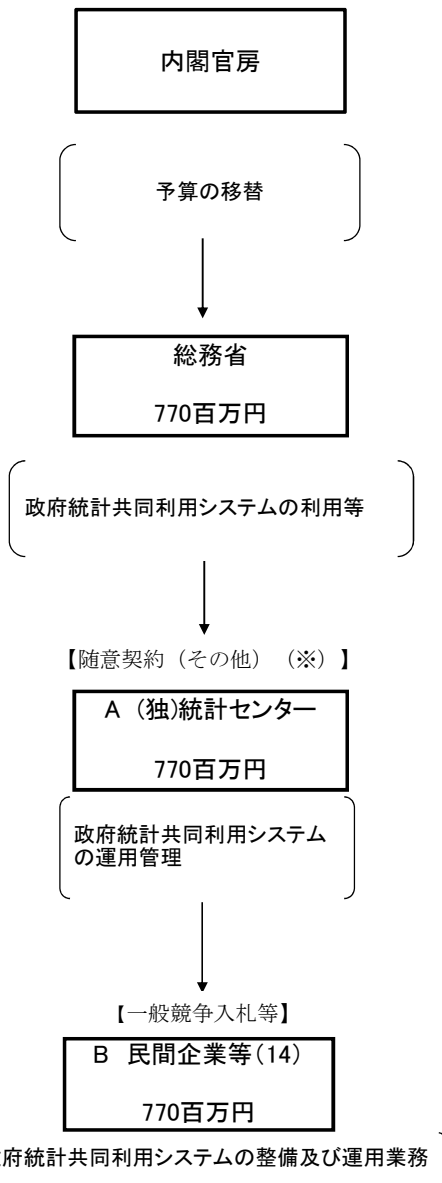 内閣官房
予算の移替
総務省
770百万円
政府統計共同利用システムの利用等
【随意契約（その他）（※）】
A （独)統計センター
770百万円
政府統計共同利用システム
の運用管理
【一般競争入札等】
B 民間企業等（14）
770百万円
府統計共同利用システムの整備及び運用業務